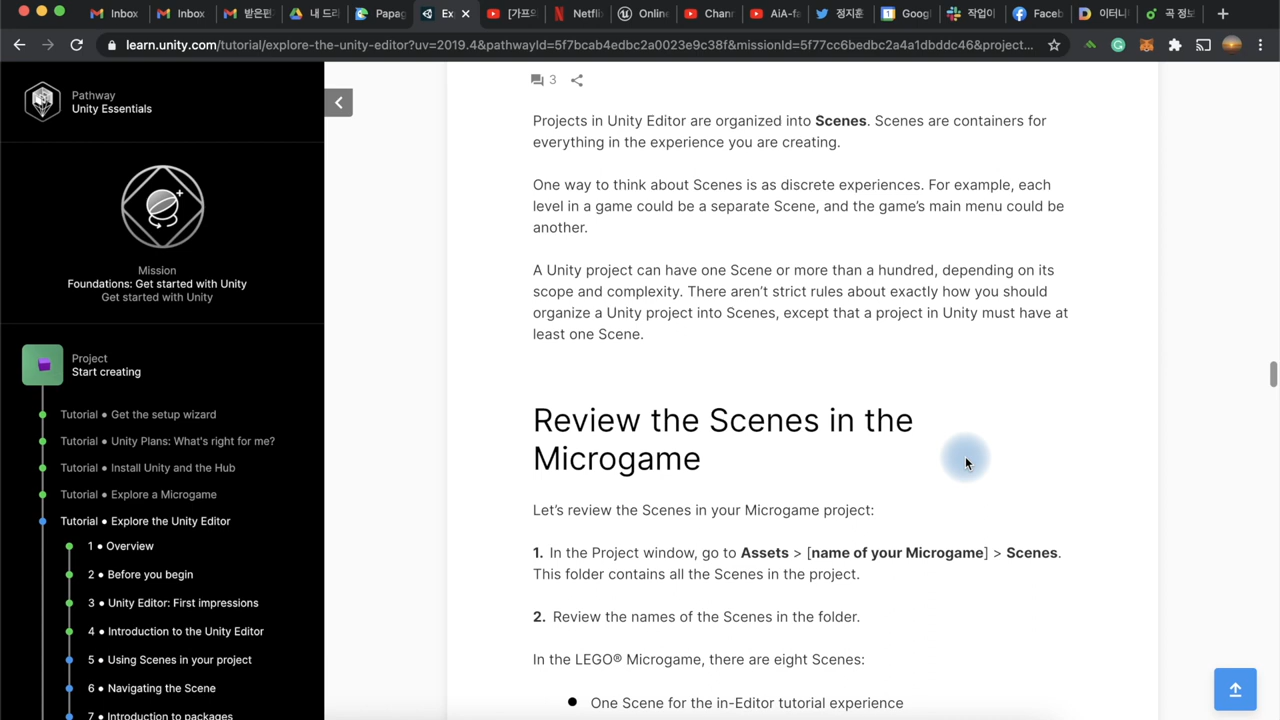 Inbox
Inbox
받은편
내 드라
Papag
Ex
[가프의
Netfli
Online
Chann
AiA-fa
정지훈
Googl
작업이
Faceb
이터니
곡 정보
learn.unity.com/tutorial/explore-the-unity-editor?uv=2019.4&pathwayId=5f7bcab4edbc2a0023e9c38f&missionId=5f77cc6bedbc2a4a1dbddc46&project...
Pathway
Unity Essentials
Mission
Foundations: Get started with Unity
Get started with Unity
Project
Start creating
Tutorial ● Get the setup wizard
Tutorial ● Unity Plans: What's right for me?
Tutorial ● Install Unity and the Hub
Tutorial ● Explore a Microgame
Tutorial ● Explore the Unity Editor
1 ● Overview
2 ● Before you begin
3 ● Unity Editor: First impressions
4 ● Introduction to the Unity Editor
5 ● Using Scenes in your project
6 ● Navigating the Scene
7 ● Introduction to packages
3
Projects in Unity Editor are organized into Scenes. Scenes are containers for
everything in the experience you are creating.
One way to think about Scenes is as discrete experiences. For example, each
level in a game could be a separate Scene, and the game's main menu could be
another.
A Unity project can have one Scene or more than a hundred, depending on its
scope and complexity. There aren't strict rules about exactly how you should
organize a Unity project into Scenes, except that a project in Unity must have at
least one Scene.
Review the Scenes in the
Microgame
Let's review the Scenes in your Microgame project:
1. In the Project window, go to Assets > [name of your Microgame] > Scenes.
This folder contains all the Scenes in the project.
2. Review the names of the Scenes in the folder.
In the LEGO® Microgame, there are eight Scenes:
● One Scene for the in-Editor tutorial experience